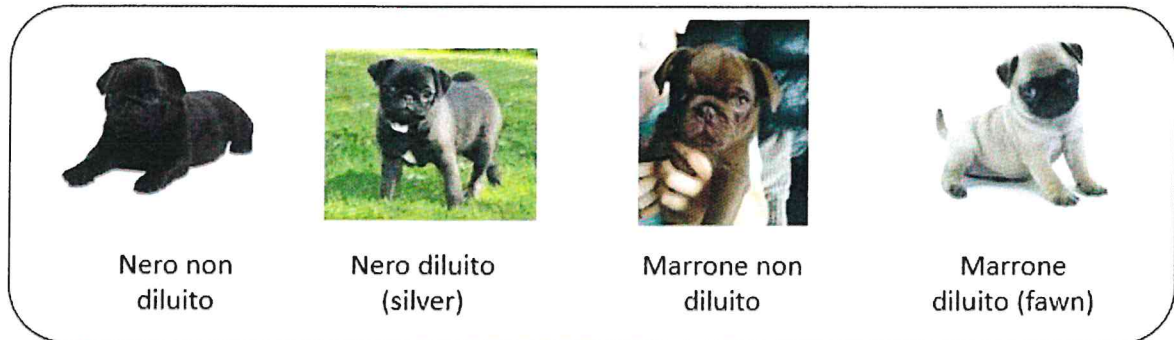 Nero non
diluito
Nero diluito
(silver)
Marrone non
diluito
Marrone
diluito (fawn)